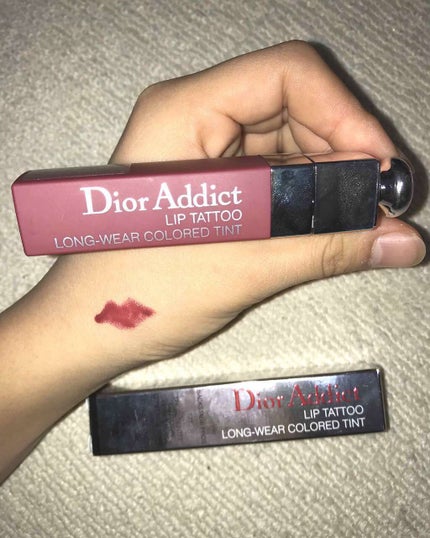 Dior Addict
LIP TATTOO
LONG-WEAR COLORED TINT
Dior Addict
LIP TATTOO
LONG-WEAR COLORED TINT